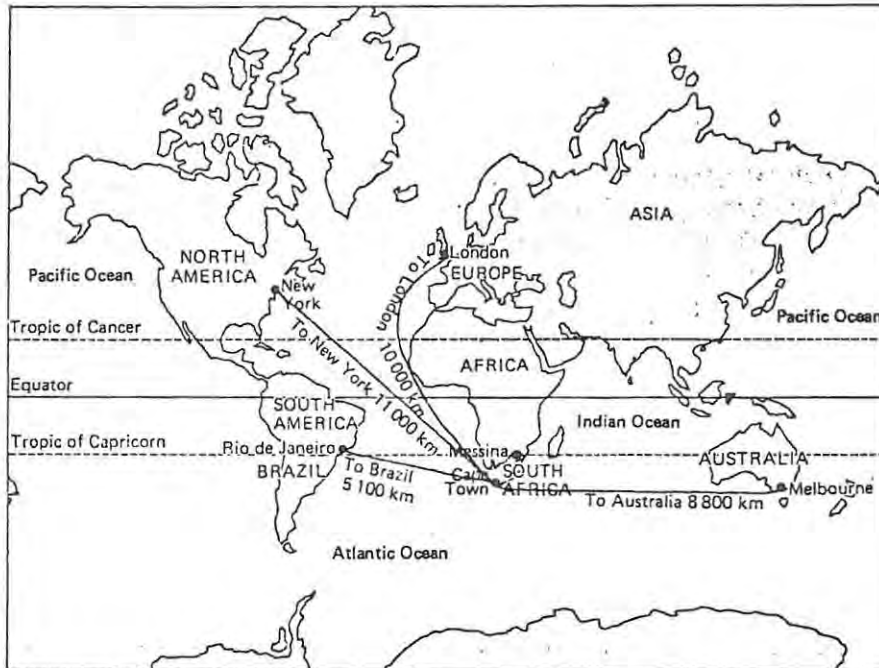 ASIA
NORTH
AMERICA
London
EUROPE
To London
10 000 km
Pacific Ocean
New
York
Pacific Ocean
Tropic of Cancer
To New York 11 000 km
AFRICA
Equator
SOUTH
AMERICA
Indian Ocean
Tropic of Capricorn
Rio de Janeiro
Messina
AUSTRALIA
BRAZIL
To Brazil
5 100 km
Cape
Town
SOUTH
AFRICA
Melbourne
To Australia 8 800 km
Atlantic Ocean